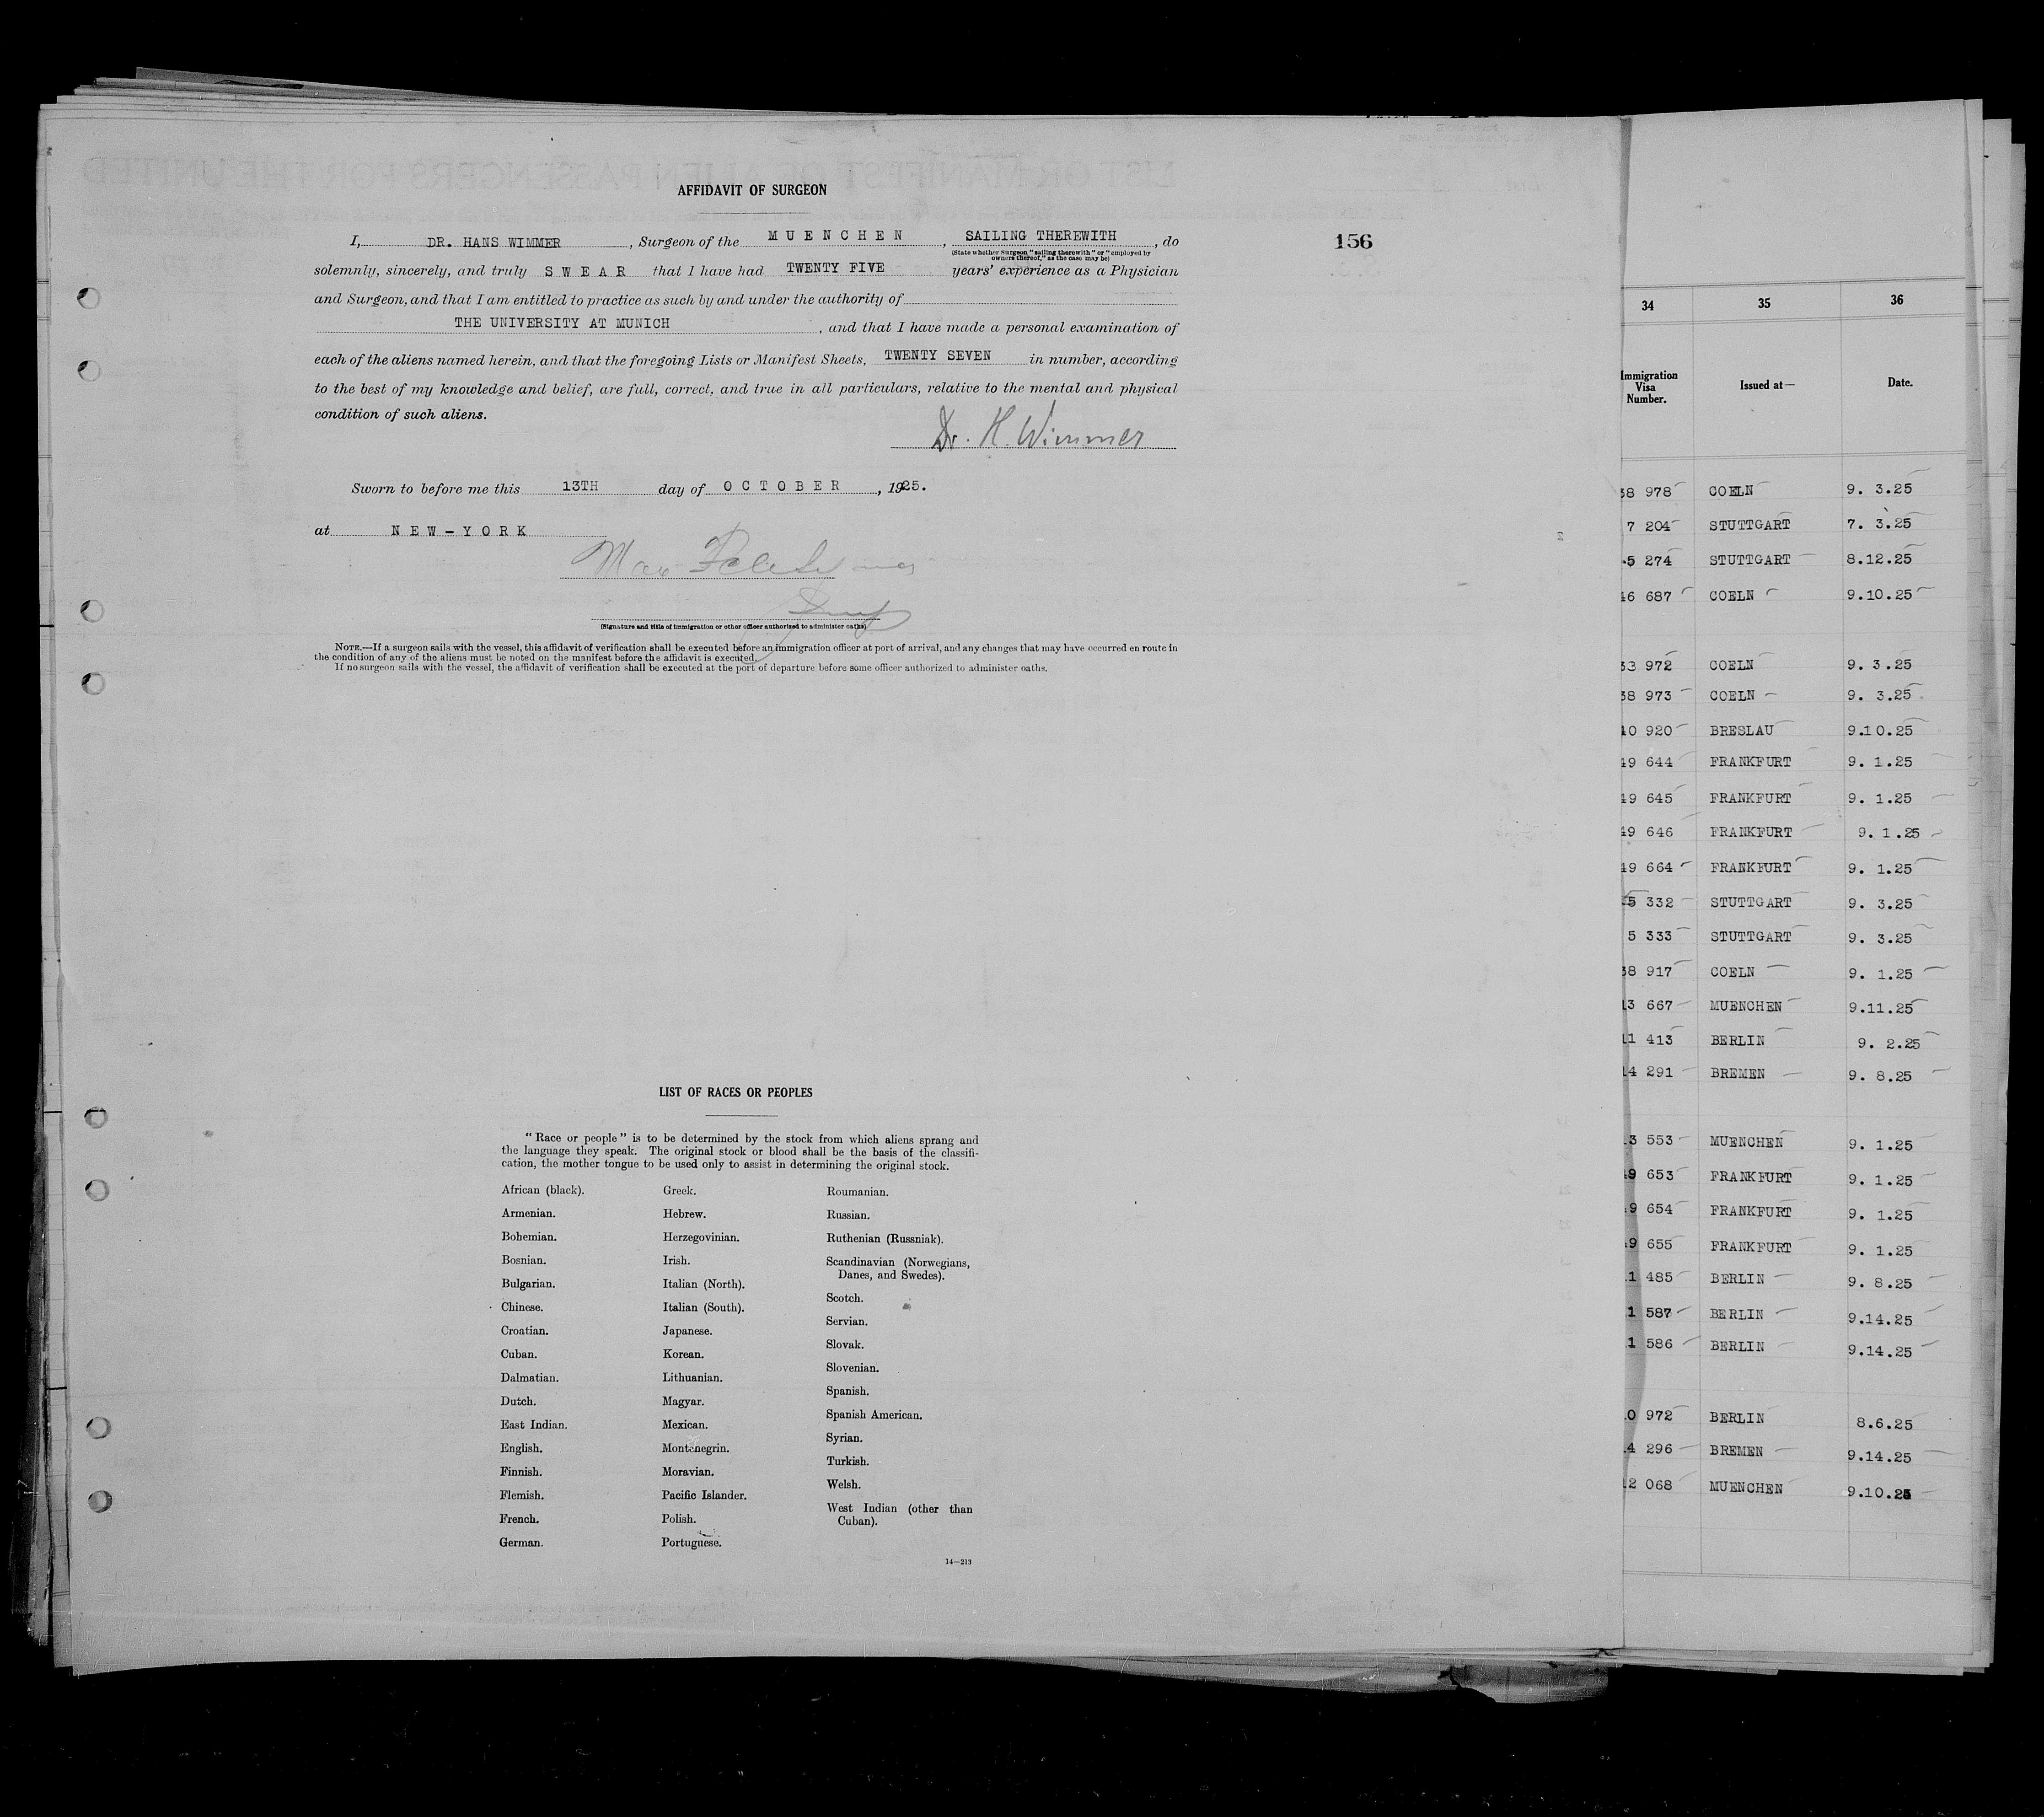 AFFIDAVIT OF SURGEON
I, DR. HANS WIMMER, Surgeon of the MUENCHEN, SAILING THEREWITH, do
(State whether Surgeon "sailing therewith" or "employed by
owners thereof," as the case may be)
156
solemnly, sincerely, and truly SWEAR that I have had TWENTY FIVE years' experience as a Physician
and Surgeon, and that I am entitled to practice as such by and under the authority of
THE UNIVERSITY AT MUNICH, and that I have made a personal examination of
each of the aliens named herein, and that the foregoing Lists or Manifest Sheets, TWENTY SEVEN in number, according
to the best of my knowledge and belief, are full, correct, and true in all particulars, relative to the mental and physical
condition of such aliens.
Dr. H. Wimmer
Sworn to before me this 13TH day of OCTOBER, 1925.
at NEW-YORK
Max
(Signature and title of immigration or other officer authorized to administer oaths)
NOTE.—If a surgeon sails with the vessel, this affidavit of verification shall be executed before an immigration officer at port of arrival, and any changes that may have occurred en route in
the condition of any of the aliens must be noted on the manifest before the affidavit is executed.
If no surgeon sails with the vessel, the affidavit of verification shall be executed at the port of departure before some officer authorized to administer oaths.
LIST OF RACES OR PEOPLES
"Race or people" is to be determined by the stock from which aliens sprang and
the language they speak. The original stock or blood shall be the basis of the classifi-
cation, the mother tongue to be used only to assist in determining the original stock.
African (black).
Armenian.
Bohemian.
Bosnian.
Bulgarian.
Chinese.
Croatian.
Cuban.
Dalmatian.
Dutch.
East Indian.
English.
Finnish.
Flemish.
French.
German.
Greek.
Hebrew.
Herzegovinian.
Irish.
Italian (North).
Italian (South).
Japanese.
Korean.
Lithuanian.
Magyar.
Mexican.
Montenegrin.
Moravian.
Pacific Islander.
Polish.
Portuguese.
Roumanian.
Russian.
Ruthenian (Russniak).
Scandinavian (Norwegians,
Danes, and Swedes).
Scotch.
Servian.
Slovak.
Slovenian.
Spanish.
Spanish American.
Syrian.
Turkish.
Welsh.
West Indian (other than
Cuban).
14—213
34 35 36
Immigration
Visa
Number.
Issued at—
Date.
38 978 COELN 9. 3.25
7 204 STUTTGART 7. 3.25
5 274 STUTTGART 8.12.25
46 687 COELN 9.10.25
33 972 COELN 9. 3.25
38 973 COELN 9. 3.25
10 920 BRESLAU 9.10.25
49 644 FRANKFURT 9. 1.25
49 645 FRANKFURT 9. 1.25
49 646 FRANKFURT 9. 1.25
49 664 FRANKFURT 9. 1.25
5 332 STUTTGART 9. 3.25
5 333 STUTTGART 9. 3.25
38 917 COELN 9. 1.25
13 667 MUENCHEN 9.11.25
11 413 BERLIN 9. 2.25
14 291 BREMEN 9. 8.25
3 553 MUENCHEN 9. 1.25
9 653 FRANKFURT 9. 1.25
9 654 FRANKFURT 9. 1.25
9 655 FRANKFURT 9. 1.25
1 485 BERLIN 9. 8.25
1 587 BERLIN 9.14.25
1 586 BERLIN 9.14.25
0 972 BERLIN 8.6.25
4 296 BREMEN 9.14.25
12 068 MUENCHEN 9.10.25